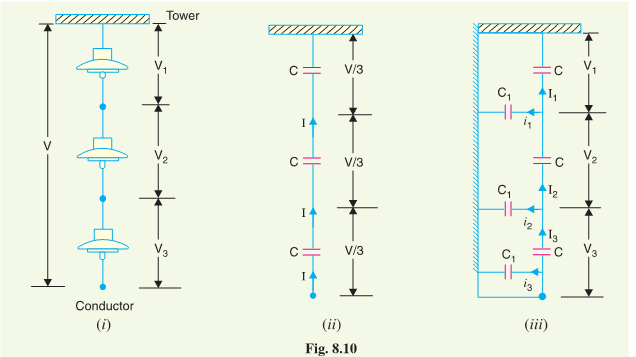 Tower
V
V₁
V₂
V₃
Conductor
(i)
C
V/3
I
C
V/3
I
C
V/3
I
(ii)
C
V₁
C₁
I₁
i₁
C
V₂
C₁
I₂
i₂
I₃
C₁
C
V₃
i₃
(iii)
Fig. 8.10